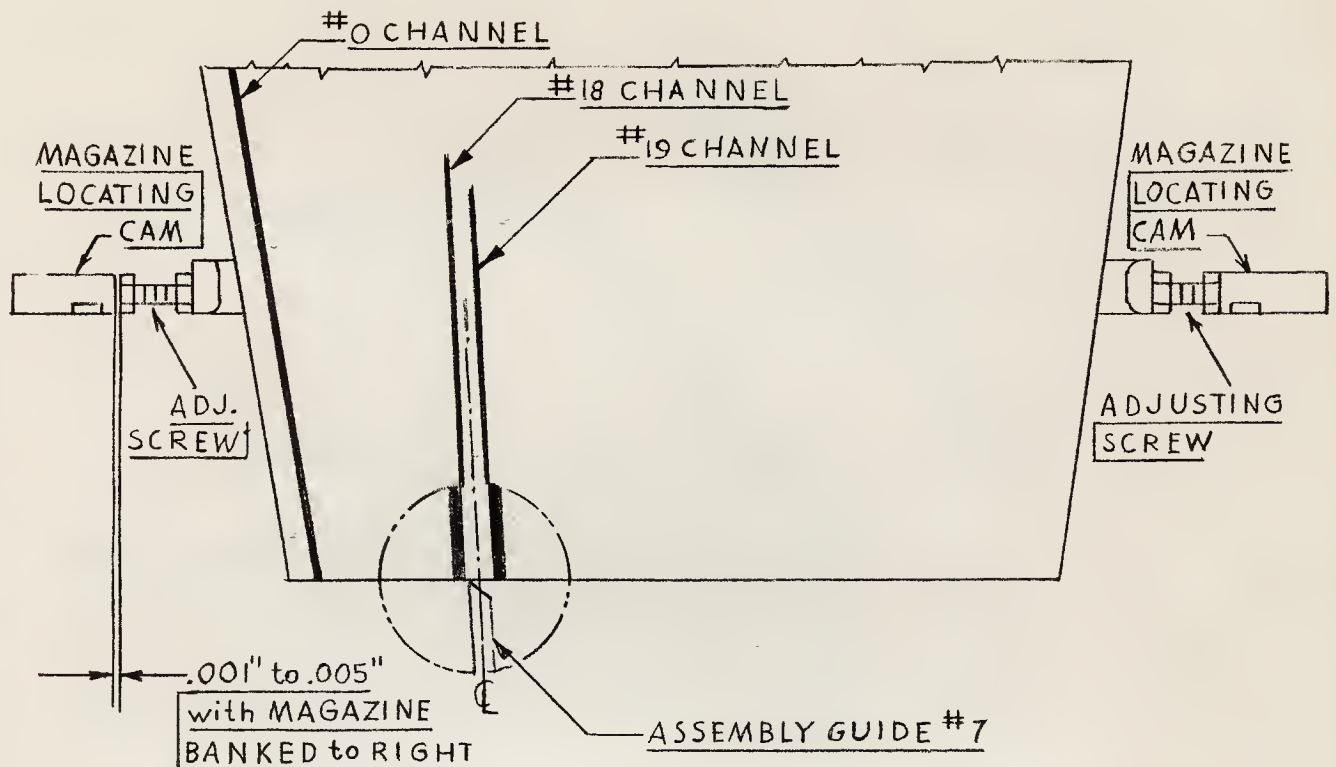 #0 CHANNEL
#18 CHANNEL
#19 CHANNEL
MAGAZINE
LOCATING
CAM
MAGAZINE
LOCATING
CAM
ADJ.
SCREW
ADJUSTING
SCREW
.001" to .005"
with MAGAZINE
BANKED to RIGHT
℄
ASSEMBLY GUIDE #7